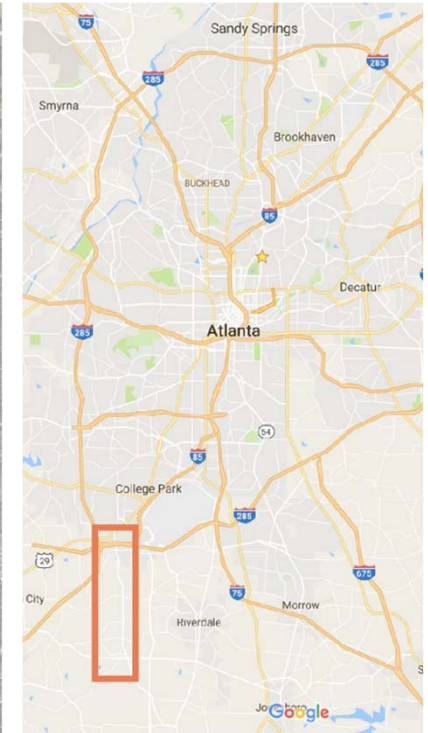 75
Sandy Springs
285
285
Smyrna
Brookhaven
BUCKHEAD
85
Decatur
285
Atlanta
54
85
College Park
285
29
675
City
75
Morrow
Riverdale
S
Google